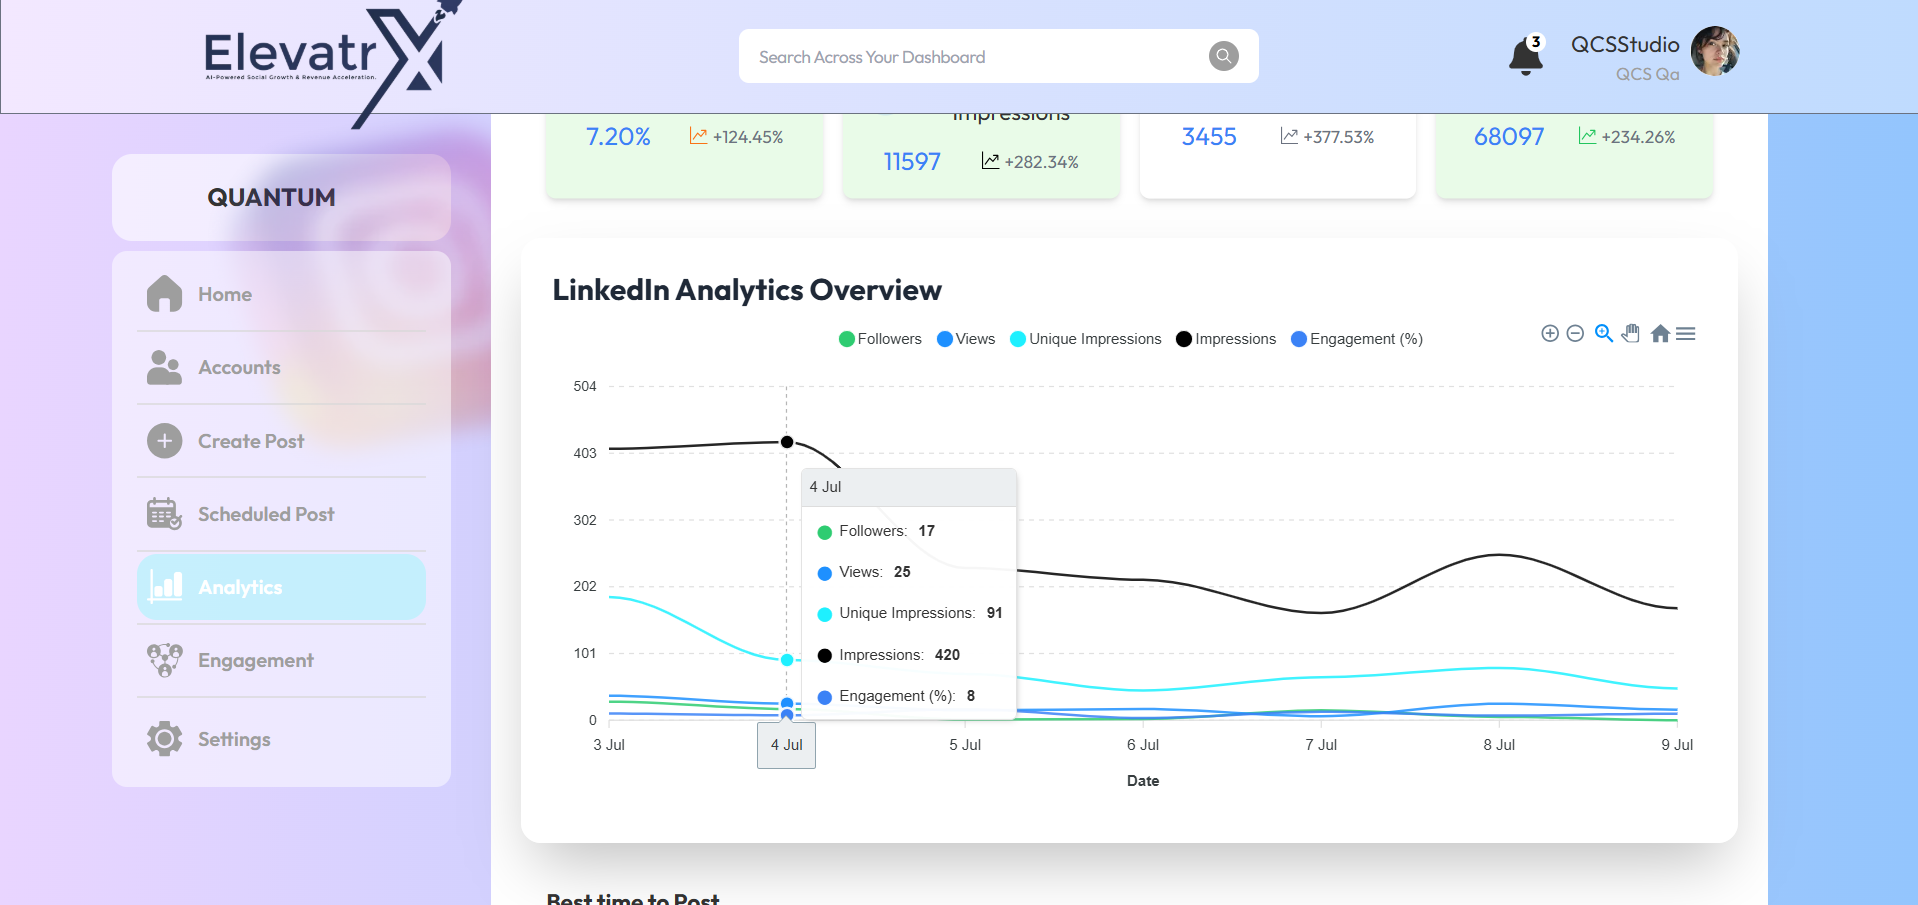 ElevatrX
AI-Powered Social Growth & Revenue Acceleration.
Search Across Your Dashboard
3
QCSStudio
QCS Qa
QUANTUM
Home
Accounts
Create Post
Scheduled Post
Analytics
Engagement
Settings
7.20% +124.45%
Impressions
11597 +282.34%
3455 +377.53%
68097 +234.26%
LinkedIn Analytics Overview
Followers Views Unique Impressions Impressions Engagement (%)
504
403
302
202
101
0
4 Jul
Followers: 17
Views: 25
Unique Impressions: 91
Impressions: 420
Engagement (%): 8
3 Jul 4 Jul 5 Jul 6 Jul 7 Jul 8 Jul 9 Jul
Date
Best time to Post